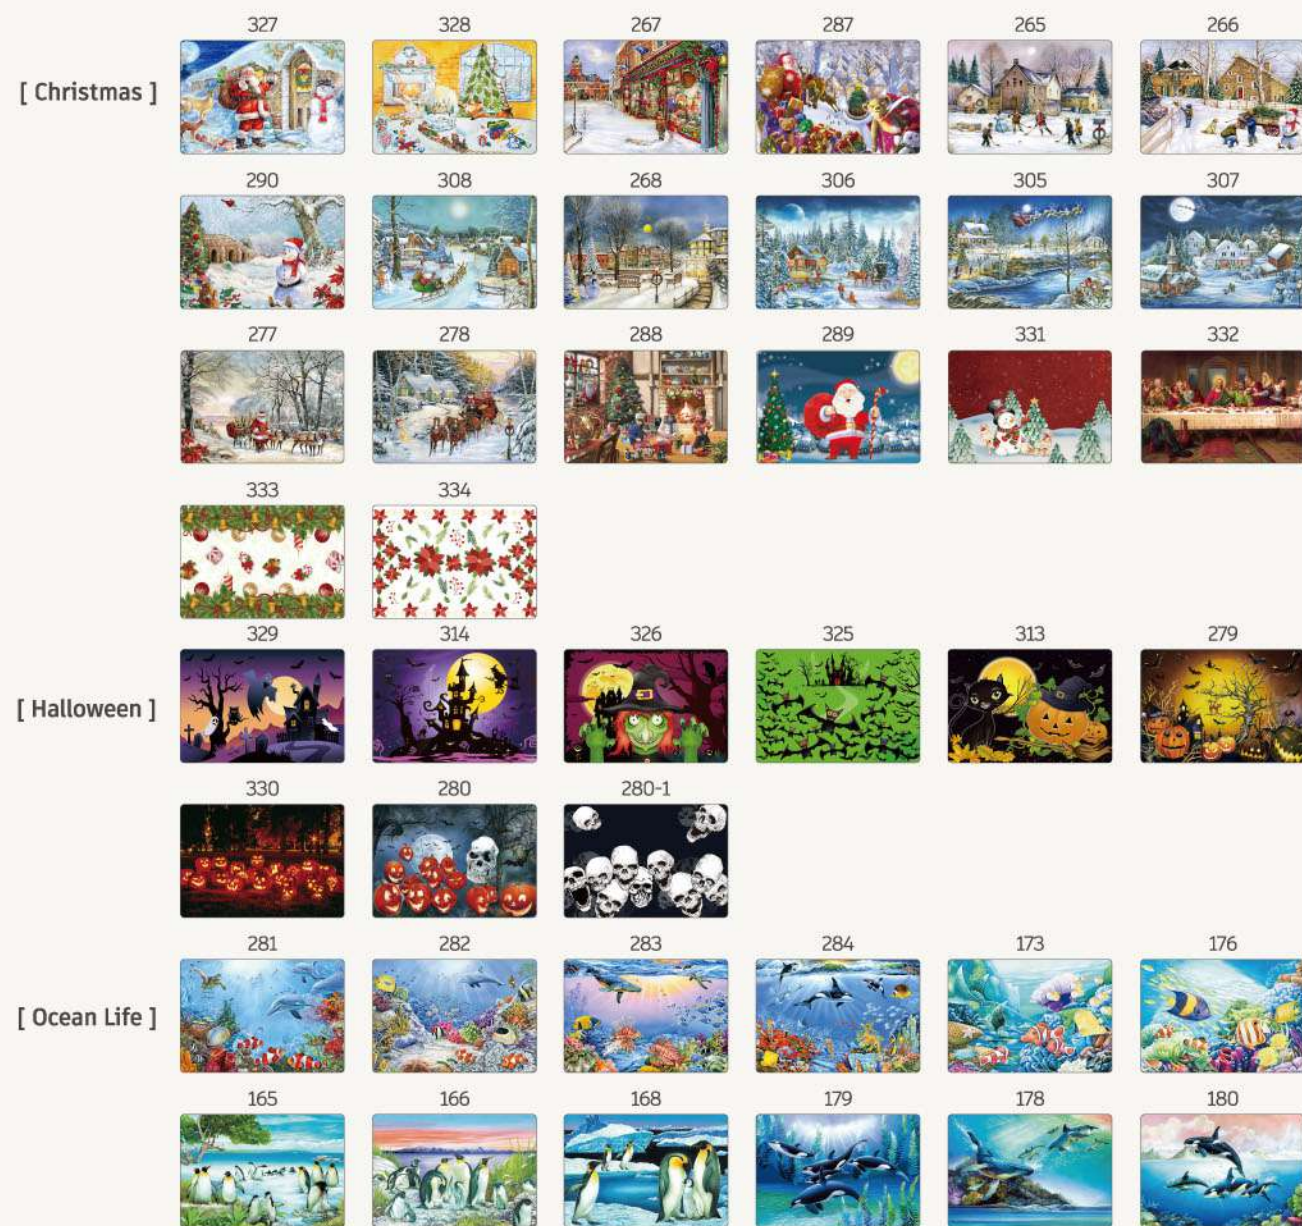 327 328 267 287 265 266
[ Christmas ]
290 308 268 306 305 307
277 278 288 289 331 332
333 334
329 314 326 325 313 279
[ Halloween ]
330 280 280-1
281 282 283 284 173 176
[ Ocean Life ]
165 166 168 179 178 180